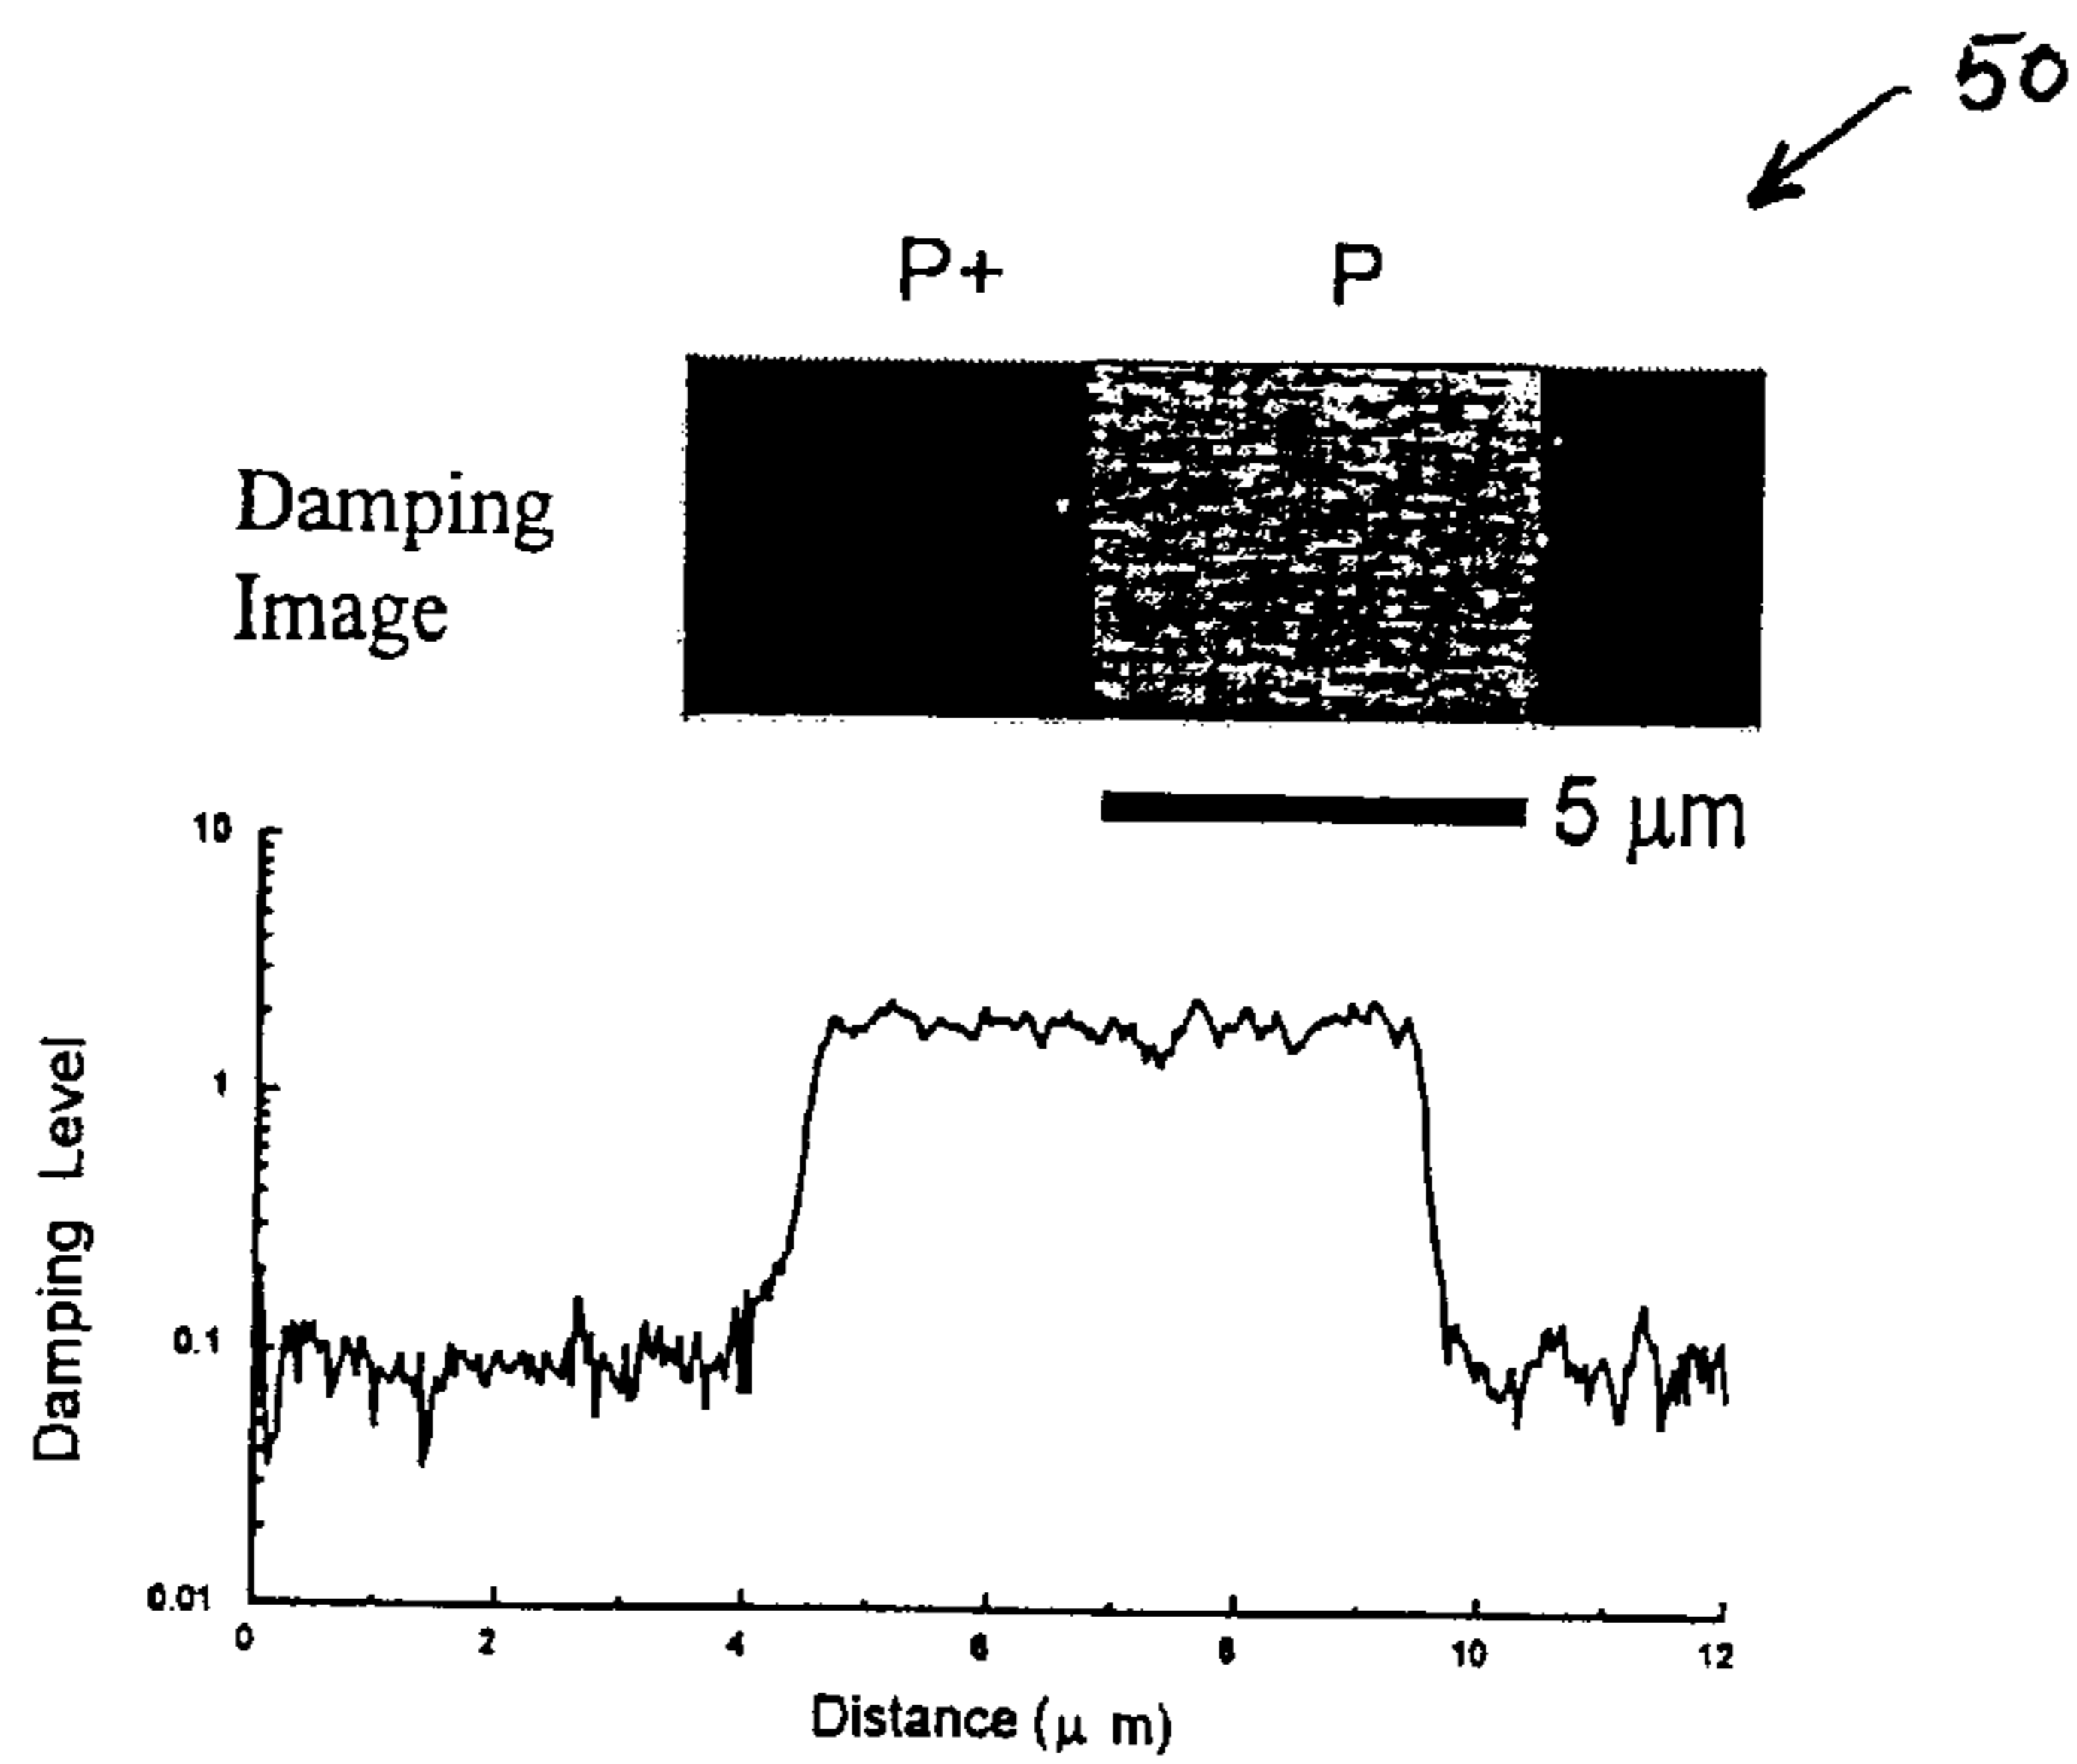 50
P+ P
Damping
Image
5 μm
10
1
0.1
0.01
Damping Level
0 2 4 6 8 10 12
Distance (μ m)